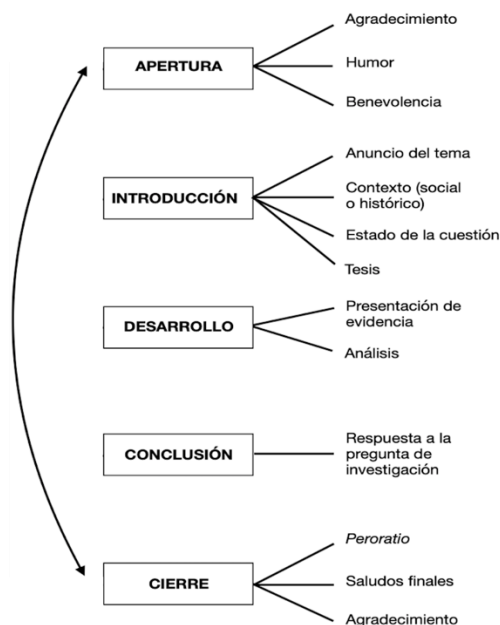 Agradecimiento
APERTURA
Humor
Benevolencia
Anuncio del tema
INTRODUCCIÓN
Contexto (social
o histórico)
Estado de la cuestión
Tesis
Presentación de
evidencia
DESARROLLO
Análisis
CONCLUSIÓN
Respuesta a la
pregunta de
investigación
Peroratio
CIERRE
Saludos finales
Agradecimiento